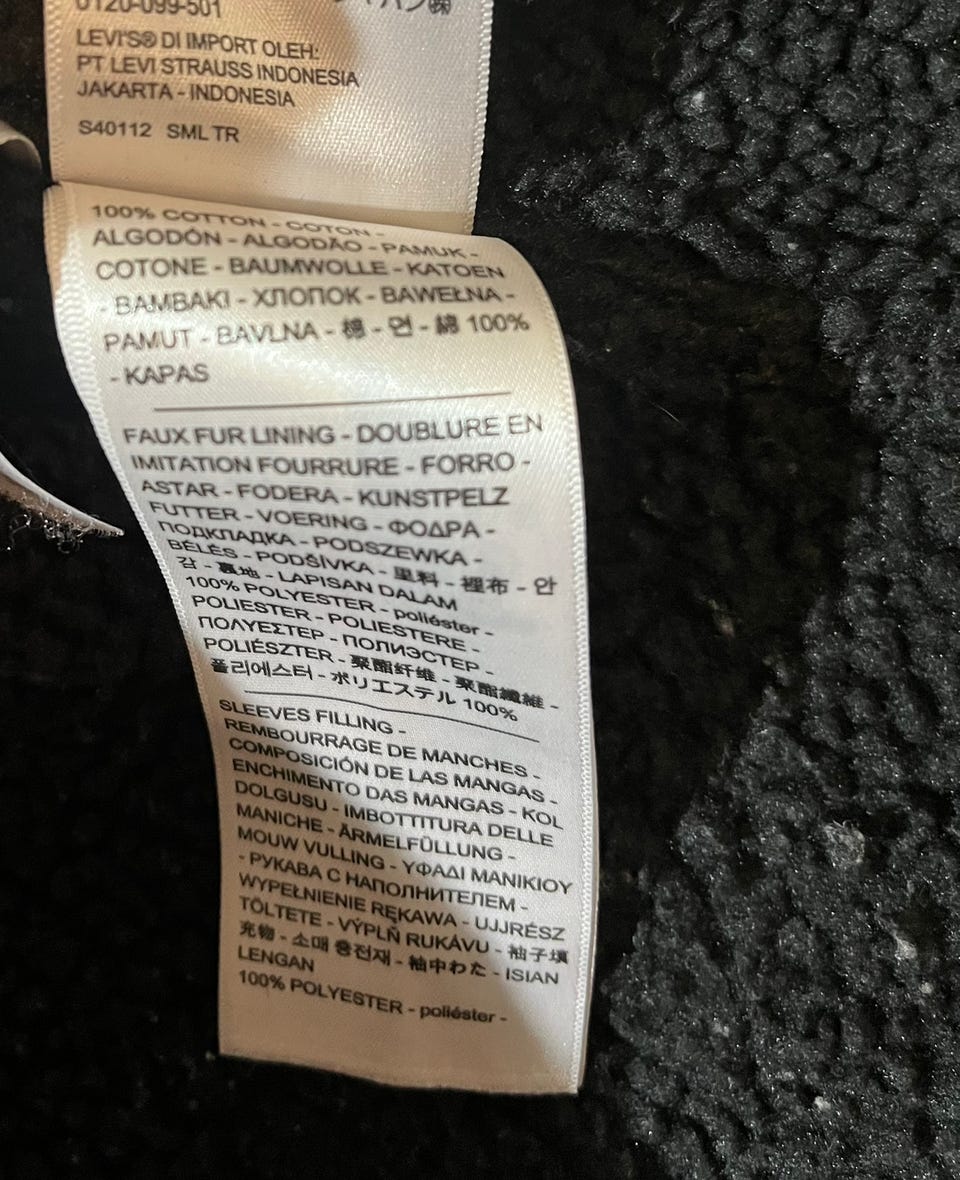 0120-099-501
LEVI'S® DI IMPORT OLEH:
PT LEVI STRAUSS INDONESIA
JAKARTA - INDONESIA
S40112 SML TR
100% COTTON - COTON -
ALGODÓN - ALGODÃO - PAMUK -
COTONE - BAUMWOLLE - KATOEN
- BAMBAKI - ХЛОПОК - BAWEŁNA -
PAMUT - BAVLNA - 棉 - 면 - 綿 100%
- KAPAS
FAUX FUR LINING - DOUBLURE EN
IMITATION FOURRURE - FORRO -
ASTAR - FODERA - KUNSTPELZ
FUTTER - VOERING - ΦΟΔΡΑ -
ПОДКЛАДКА - PODSZEWKA -
BÉLÉS - PODŠÍVKA - 里料 - 裡布 - 안
감 - 裏地 - LAPISAN DALAM
100% POLYESTER - poliéster -
POLIESTER - POLIESTERE -
ΠΟΛΥΕΣΤΕΡ - ПОЛИЭСТЕР -
POLIÉSZTER - 聚酯纤维 - 聚酯纖維 -
폴리에스터 - ポリエステル 100%
SLEEVES FILLING -
REMBOURRAGE DE MANCHES -
COMPOSICIÓN DE LAS MANGAS -
ENCHIMENTO DAS MANGAS - KOL
DOLGUSU - IMBOTTITURA DELLE
MANICHE - ÄRMELFÜLLUNG -
MOUW VULLING - ΥΦΑΔΙ ΜΑΝΙΚΙΟΥ
- РУКАВА С НАПОЛНИТЕЛЕМ -
WYPEŁNIENIE RĘKAWA - UJJRÉSZ
TÖLTETE - VÝPLŇ RUKÁVU - 袖子填
充物 - 소매 충전재 - 袖中わた - ISIAN
LENGAN
100% POLYESTER - poliéster -